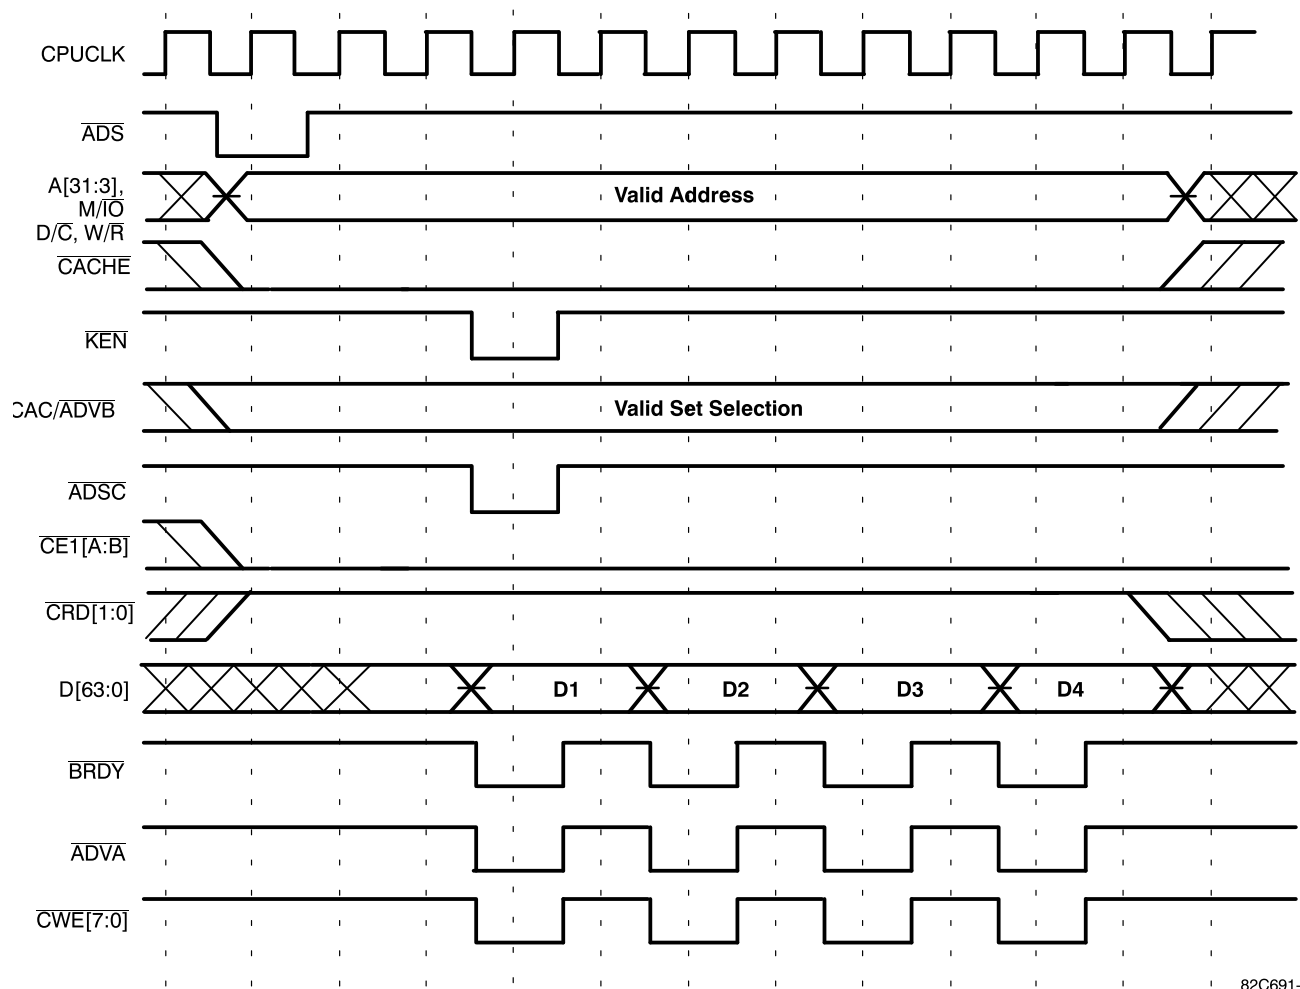 CPUCLK
ADS
A[31:3],
M/IO
D/C, W/R
Valid Address
CACHE
KEN
CAC/ADVB
Valid Set Selection
ADSC
CE1[A:B]
CRD[1:0]
D[63:0]
D1 D2 D3 D4
BRDY
ADVA
CWE[7:0]
82C691-